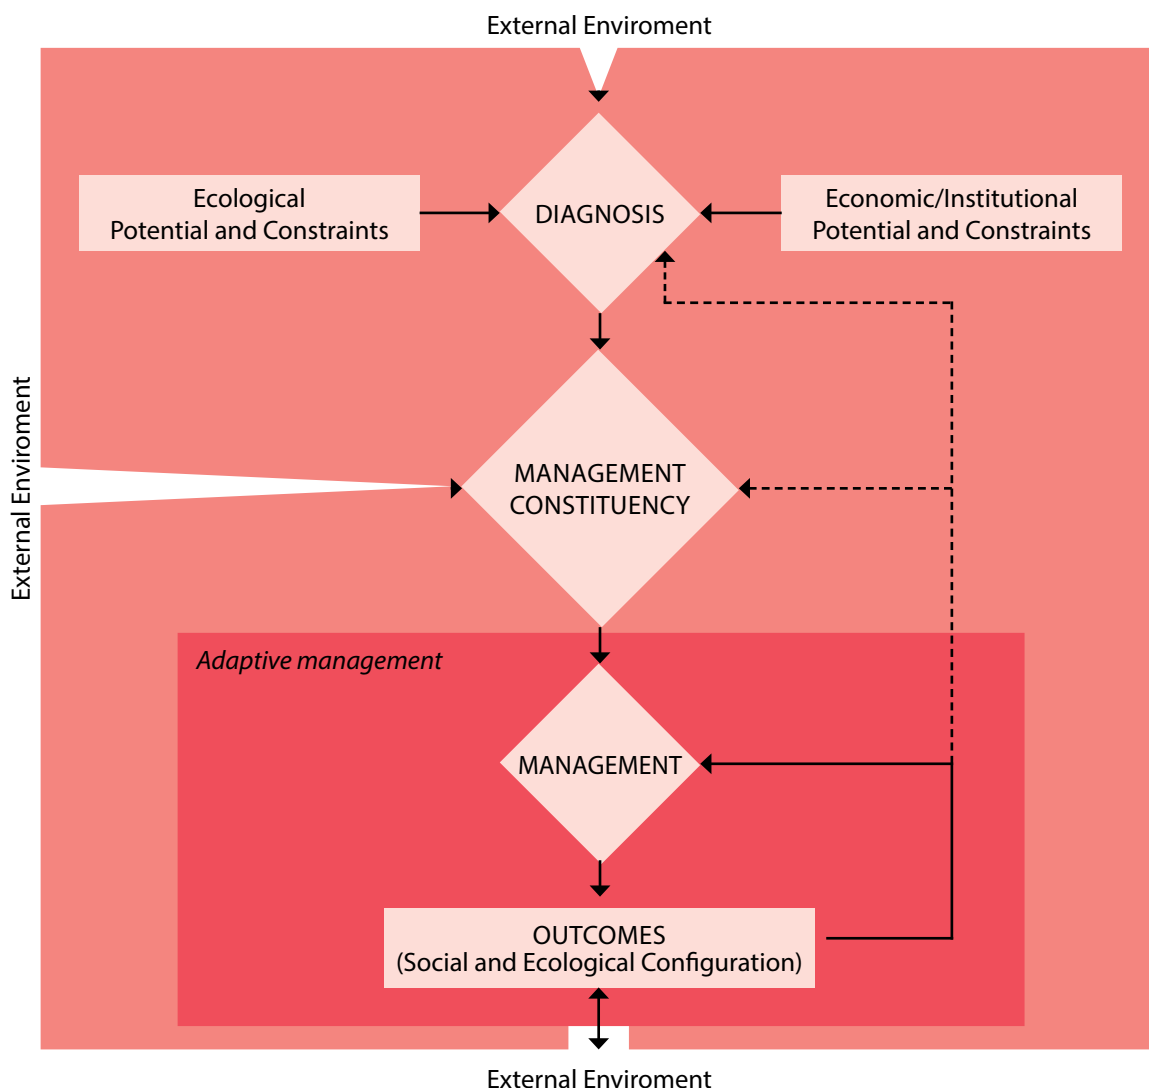 External Enviroment
Ecological
Potential and Constraints
DIAGNOSIS
Economic/Institutional
Potential and Constraints
External Enviroment
MANAGEMENT
CONSTITUENCY
Adaptive management
MANAGEMENT
OUTCOMES
(Social and Ecological Configuration)
External Enviroment